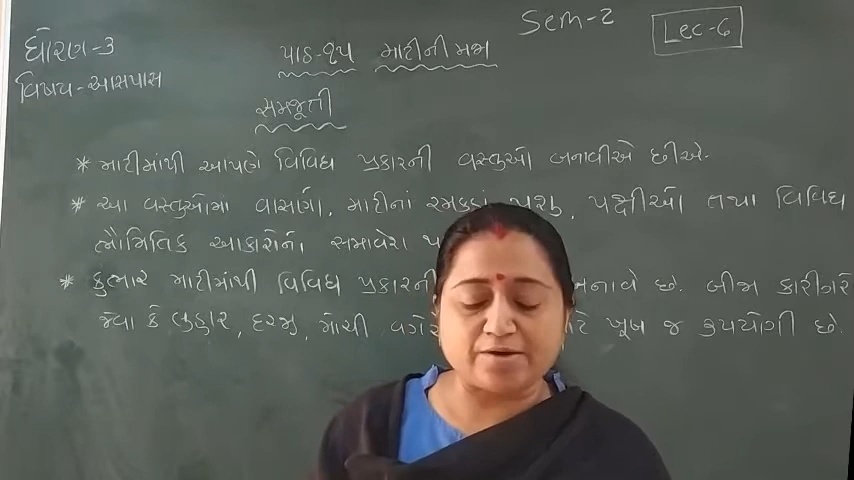 Sem-2
Lec-6
ધોરણ-3
પાઠ-૧૫ માટીની મજા
વિષય-આસપાસ
સમજૂતી
* માટીમાંથી આપણે વિવિધ પ્રકારની વસ્તુઓ બનાવીએ છીએ.
* આ વસ્તુઓમા વાસણો, માટીનાં રમકડાં, પશુ, પક્ષીઓ તથા વિવિધ
ભૌમિતિક આકારોનો સમાવેશ
* કુંભાર માટીમાંથી વિવિધ પ્રકારની બનાવે છે. બીજા કારીગરો
જેવા કે લુહાર, દરજી, મોચી વગેરે માટે ખૂબ જ ઉપયોગી છે.